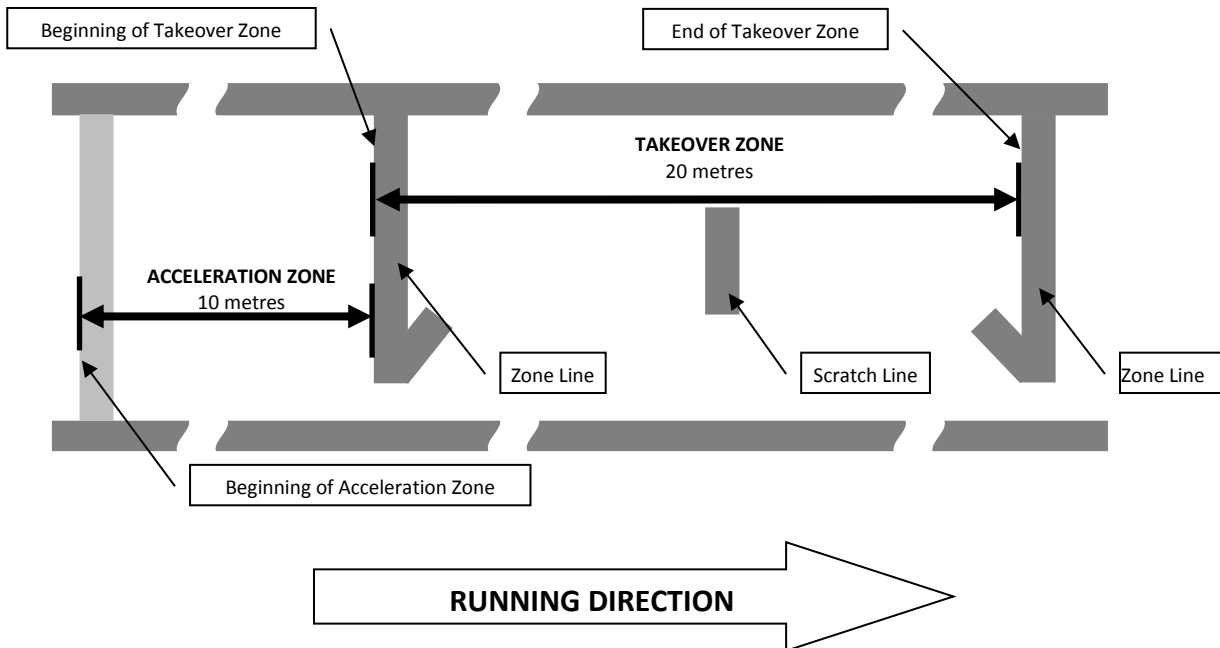 Beginning of Takeover Zone
End of Takeover Zone
TAKEOVER ZONE
20 metres
ACCELERATION ZONE
10 metres
Zone Line
Scratch Line
Zone Line
Beginning of Acceleration Zone
RUNNING DIRECTION